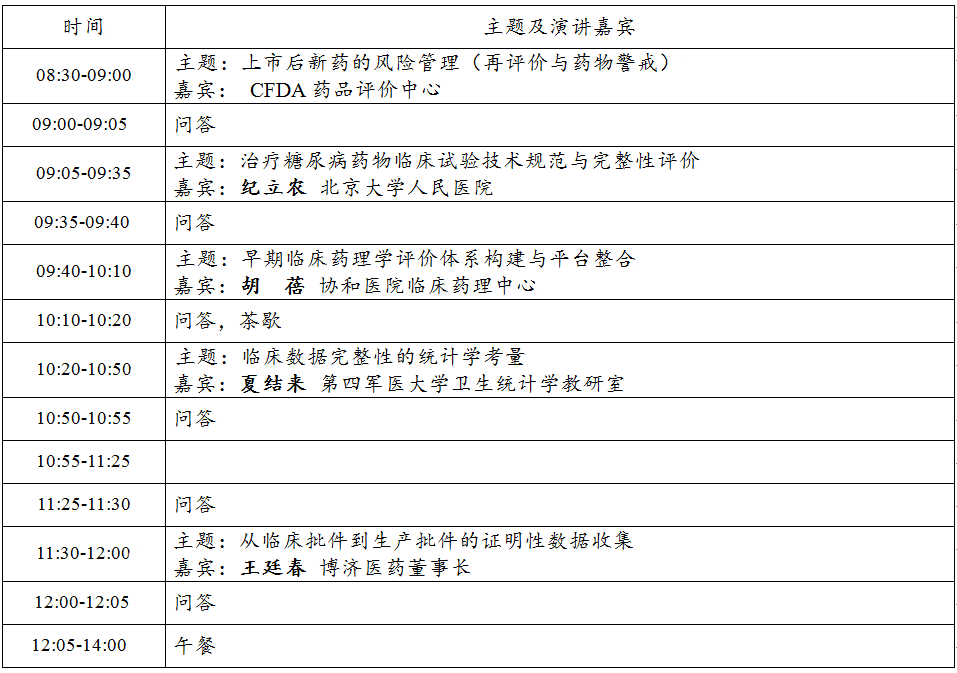 时间 主题及演讲嘉宾
08:30-09:00 主题：上市后新药的风险管理（再评价与药物警戒）
嘉宾： CFDA 药品评价中心
09:00-09:05 问答
09:05-09:35 主题：治疗糖尿病药物临床试验技术规范与完整性评价
嘉宾：纪立农 北京大学人民医院
09:35-09:40 问答
09:40-10:10 主题：早期临床药理学评价体系构建与平台整合
嘉宾：胡 蓓 协和医院临床药理中心
10:10-10:20 问答，茶歇
10:20-10:50 主题：临床数据完整性的统计学考量
嘉宾：夏结来 第四军医大学卫生统计学教研室
10:50-10:55 问答
10:55-11:25
11:25-11:30 问答
11:30-12:00 主题：从临床批件到生产批件的证明性数据收集
嘉宾：王廷春 博济医药董事长
12:00-12:05 问答
12:05-14:00 午餐